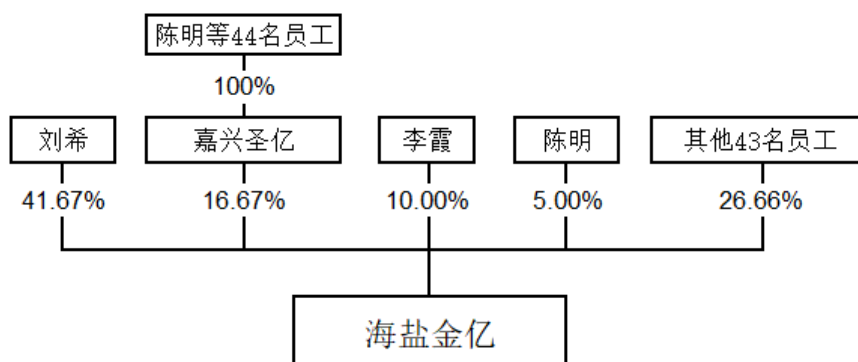 陈明等44名员工
100%
刘希 嘉兴圣亿 李霞 陈明 其他43名员工
41.67% 16.67% 10.00% 5.00% 26.66%
海盐金亿